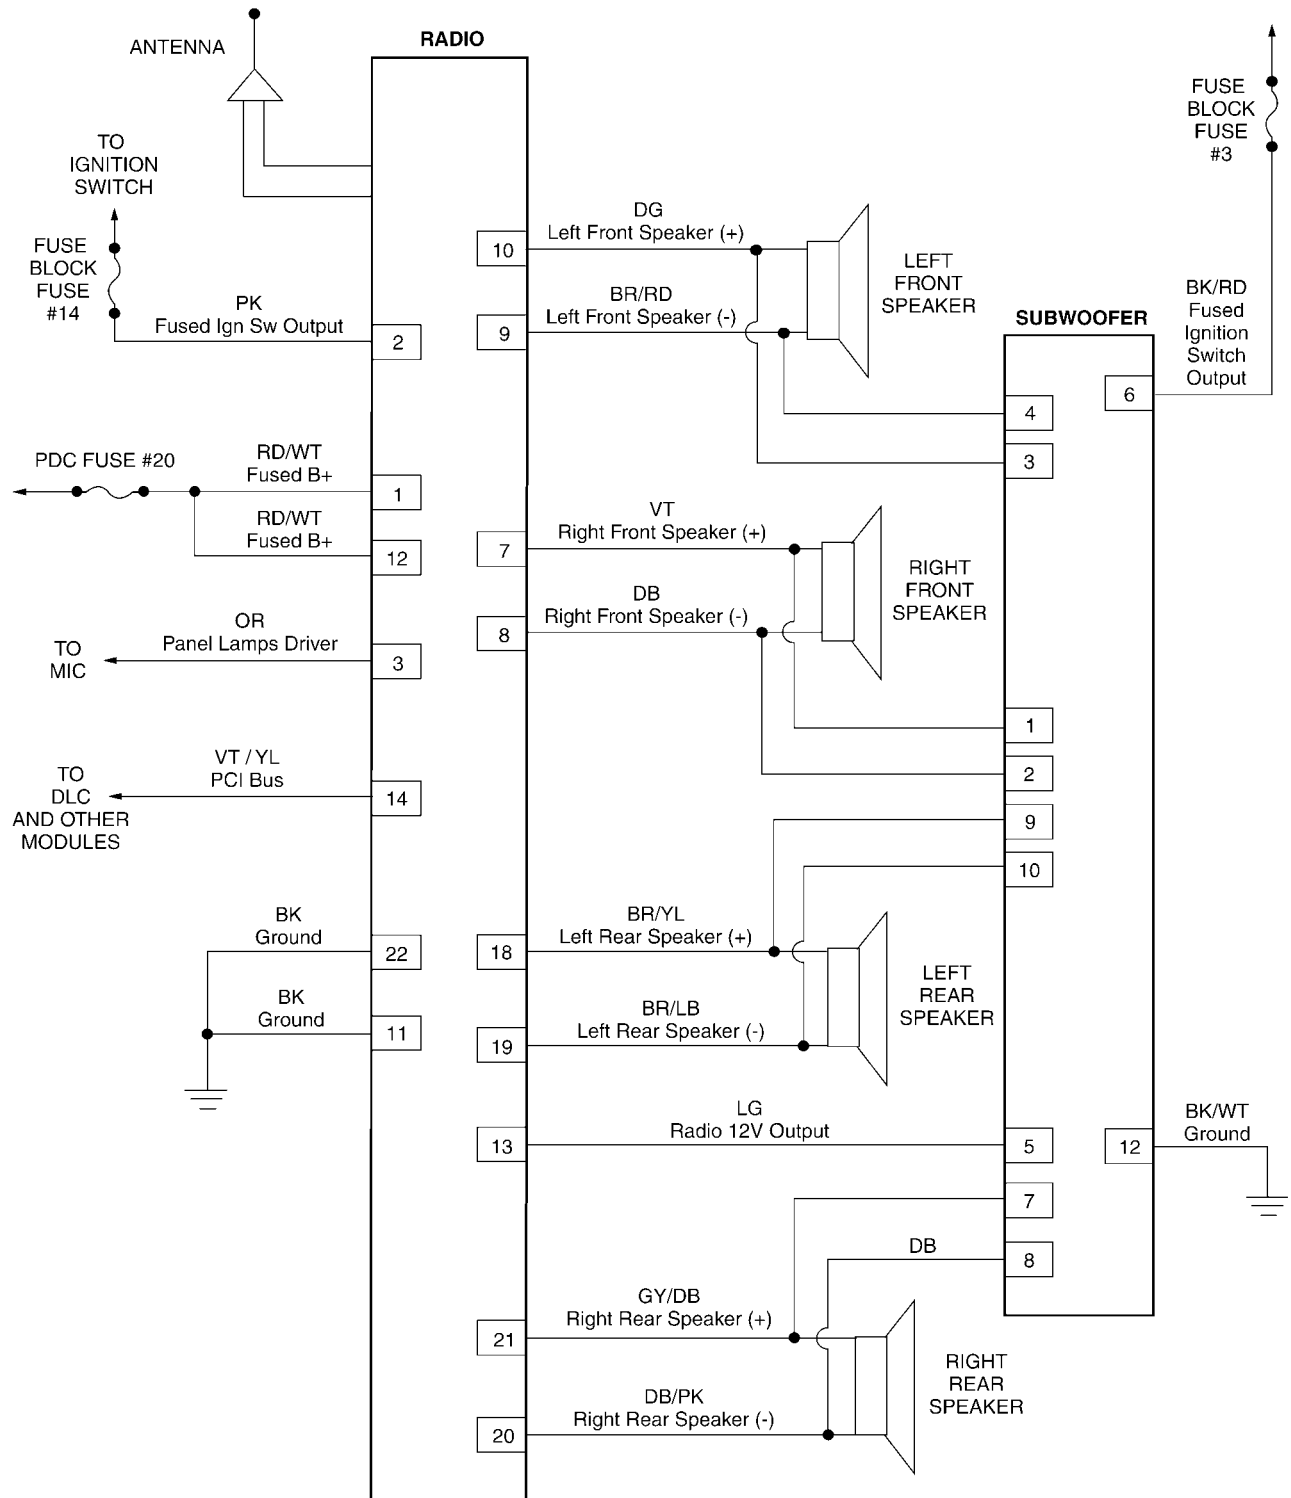 ANTENNA
RADIO
FUSE
BLOCK
FUSE
#3
TO
IGNITION
SWITCH
FUSE
BLOCK
FUSE
#14
PK
Fused Ign Sw Output
2
10
DG
Left Front Speaker (+)
9
BR/RD
Left Front Speaker (-)
LEFT
FRONT
SPEAKER
SUBWOOFER
BK/RD
Fused
Ignition
Switch
Output
6
4
3
PDC FUSE #20
RD/WT
Fused B+
1
RD/WT
Fused B+
12
7
VT
Right Front Speaker (+)
8
DB
Right Front Speaker (-)
RIGHT
FRONT
SPEAKER
TO
MIC
OR
Panel Lamps Driver
3
1
2
9
10
TO
DLC
AND OTHER
MODULES
VT / YL
PCI Bus
14
BK
Ground
22
BK
Ground
11
18
BR/YL
Left Rear Speaker (+)
19
BR/LB
Left Rear Speaker (-)
LEFT
REAR
SPEAKER
13
LG
Radio 12V Output
5
12
BK/WT
Ground
7
DB
8
21
GY/DB
Right Rear Speaker (+)
20
DB/PK
Right Rear Speaker (-)
RIGHT
REAR
SPEAKER